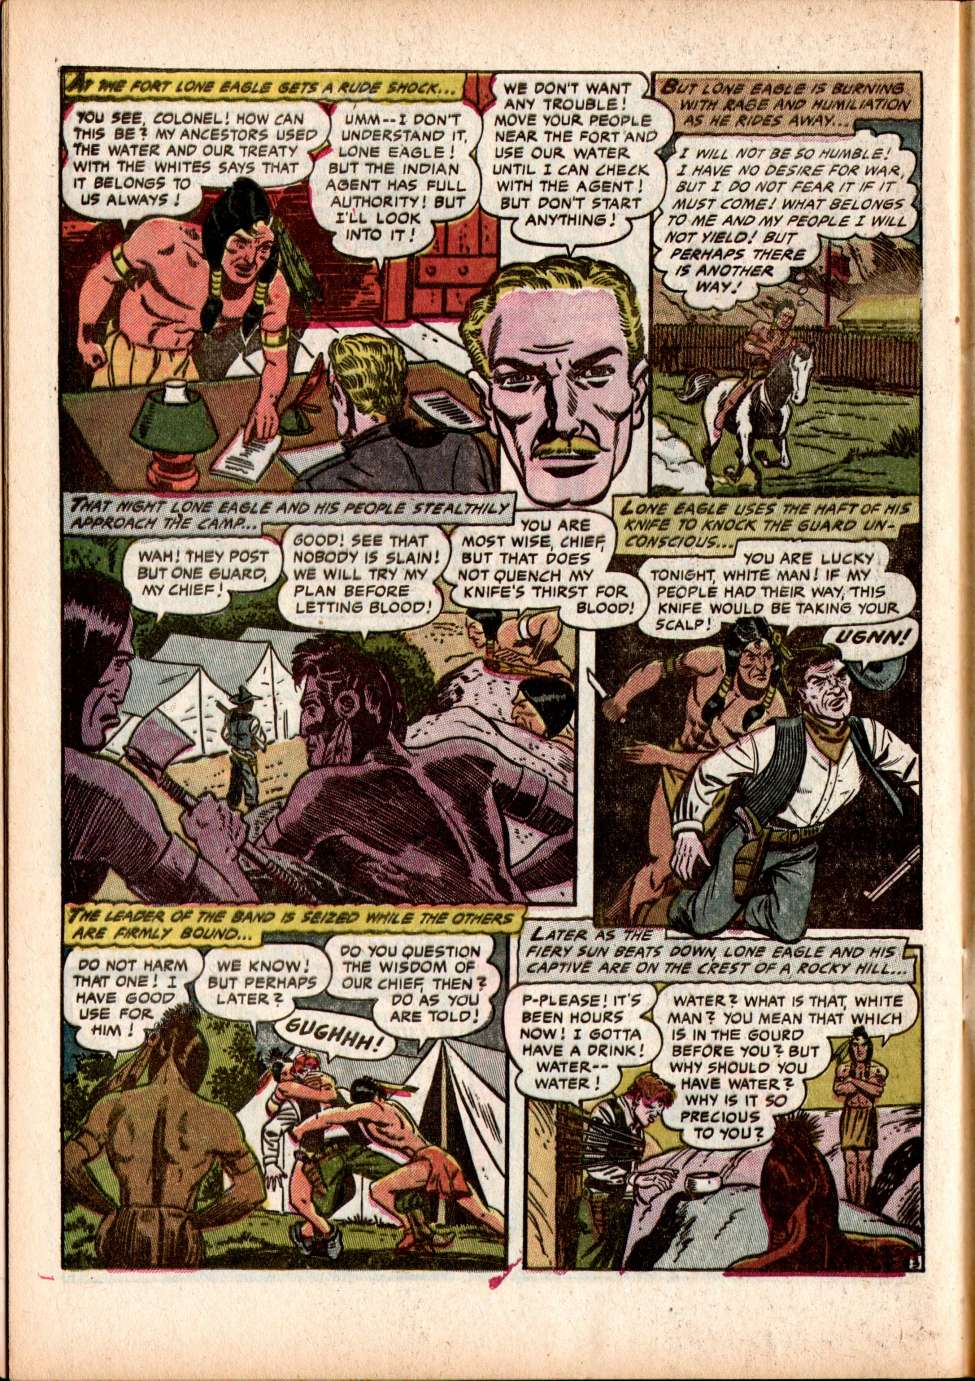 AT THE FORT LONE EAGLE GETS A RUDE SHOCK...
YOU SEE, COLONEL! HOW CAN
THIS BE? MY ANCESTORS USED
THE WATER AND OUR TREATY
WITH THE WHITES SAYS THAT
IT BELONGS TO
US ALWAYS!
UMM--I DON'T
UNDERSTAND IT,
LONE EAGLE!
BUT THE INDIAN
AGENT HAS FULL
AUTHORITY! BUT
I'LL LOOK
INTO IT!
WE DON'T WANT
ANY TROUBLE!
MOVE YOUR PEOPLE
NEAR THE FORT AND
USE OUR WATER
UNTIL I CAN CHECK
WITH THE AGENT!
BUT DON'T START
ANYTHING!
BUT LONE EAGLE IS BURNING
WITH RAGE AND HUMILIATION
AS HE RIDES AWAY...
I WILL NOT BE SO HUMBLE!
I HAVE NO DESIRE FOR WAR,
BUT I DO NOT FEAR IT IF IT
MUST COME! WHAT BELONGS
TO ME AND MY PEOPLE I WILL
NOT YIELD! BUT
PERHAPS THERE
IS ANOTHER
WAY!
THAT NIGHT LONE EAGLE AND HIS PEOPLE STEALTHILY
APPROACH THE CAMP...
WAH! THEY POST
BUT ONE GUARD,
MY CHIEF!
GOOD! SEE THAT
NOBODY IS SLAIN!
WE WILL TRY MY
PLAN BEFORE
LETTING BLOOD!
YOU ARE
MOST WISE, CHIEF,
BUT THAT DOES
NOT QUENCH MY
KNIFE'S THIRST FOR
BLOOD!
LONE EAGLE USES THE HAFT OF HIS
KNIFE TO KNOCK THE GUARD UN-
CONSCIOUS...
YOU ARE LUCKY
TONIGHT, WHITE MAN! IF MY
PEOPLE HAD THEIR WAY, THIS
KNIFE WOULD BE TAKING YOUR
SCALP!
UGNN!
THE LEADER OF THE BAND IS SEIZED WHILE THE OTHERS
ARE FIRMLY BOUND...
DO NOT HARM
THAT ONE! I
HAVE GOOD
USE FOR
HIM!
WE KNOW!
BUT PERHAPS
LATER?
GUGHHH!
DO YOU QUESTION
THE WISDOM OF
OUR CHIEF, THEN?
DO AS YOU
ARE TOLD!
LATER AS THE
FIERY SUN BEATS DOWN, LONE EAGLE AND HIS
CAPTIVE ARE ON THE CREST OF A ROCKY HILL...
P-PLEASE! IT'S
BEEN HOURS
NOW! I GOTTA
HAVE A DRINK!
WATER--
WATER!
WATER? WHAT IS THAT, WHITE
MAN? YOU MEAN THAT WHICH
IS IN THE GOURD
BEFORE YOU? BUT
WHY SHOULD YOU
HAVE WATER?
WHY IS IT SO
PRECIOUS
TO YOU?